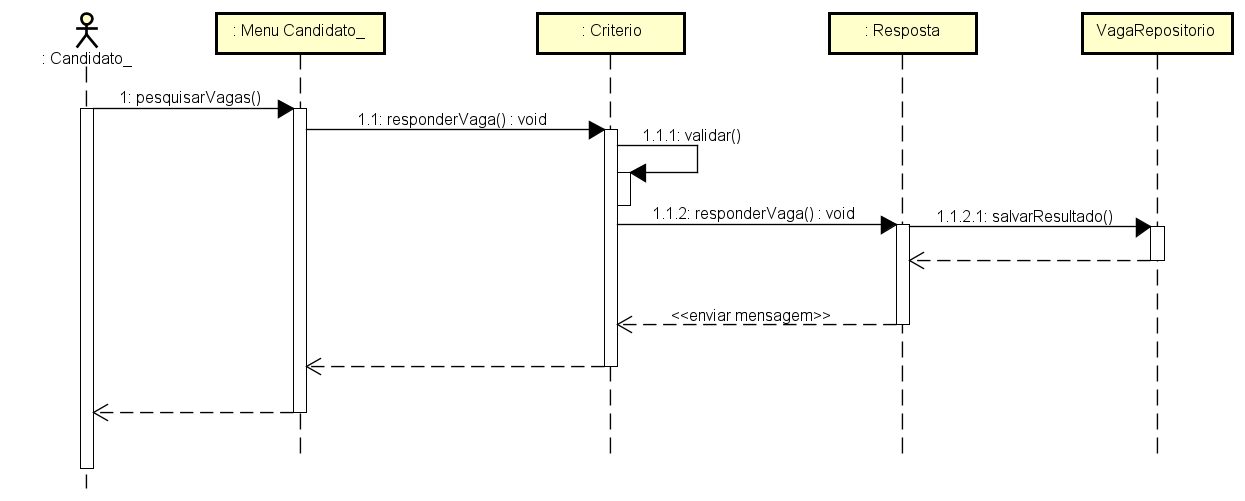 : Candidato_
: Menu Candidato_
: Criterio
: Resposta
VagaRepositorio
1: pesquisarVagas()
1.1: responderVaga() : void
1.1.1: validar()
1.1.2: responderVaga() : void
1.1.2.1: salvarResultado()
<<enviar mensagem>>